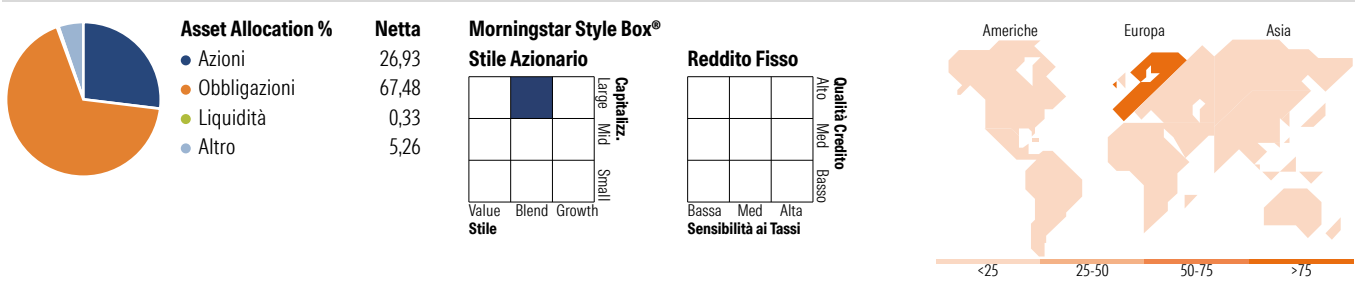 Asset Allocation % Netta
Azioni 26,93
Obbligazioni 67,48
Liquidità 0,33
Altro 5,26
Morningstar Style Box®
Stile Azionario
Large Mid Small
Capitalizz.
Value Blend Growth
Stile
Reddito Fisso
Alto Med Basso
Qualità Credito
Bassa Med Alta
Sensibilità ai Tassi
Americhe Europa Asia
<25 25-50 50-75 >75